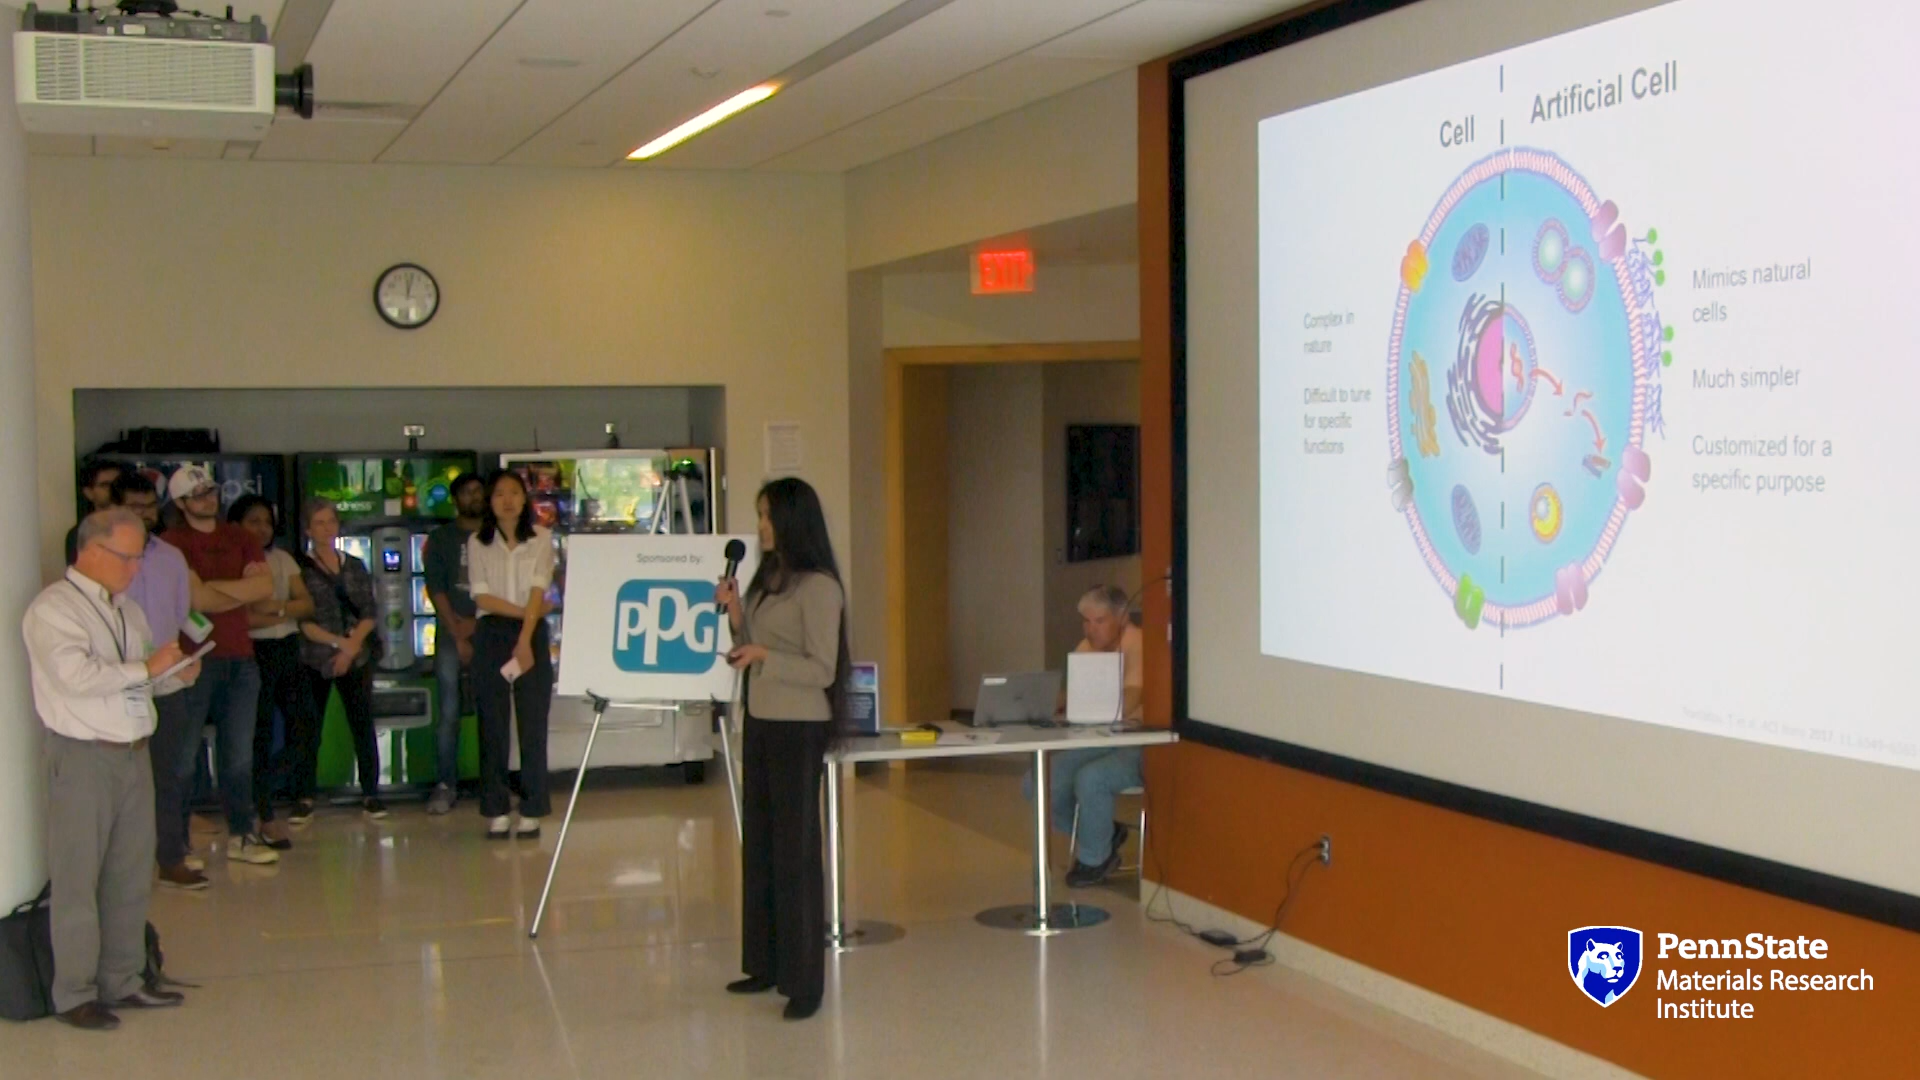 Cell
Artificial Cell
Complex in
nature
Difficult to tune
for specific
functions
Mimics natural
cells
Much simpler
Customized for a
specific purpose
EXIT
pepsi
Sponsored by:
PPG
PennState
Materials Research
Institute